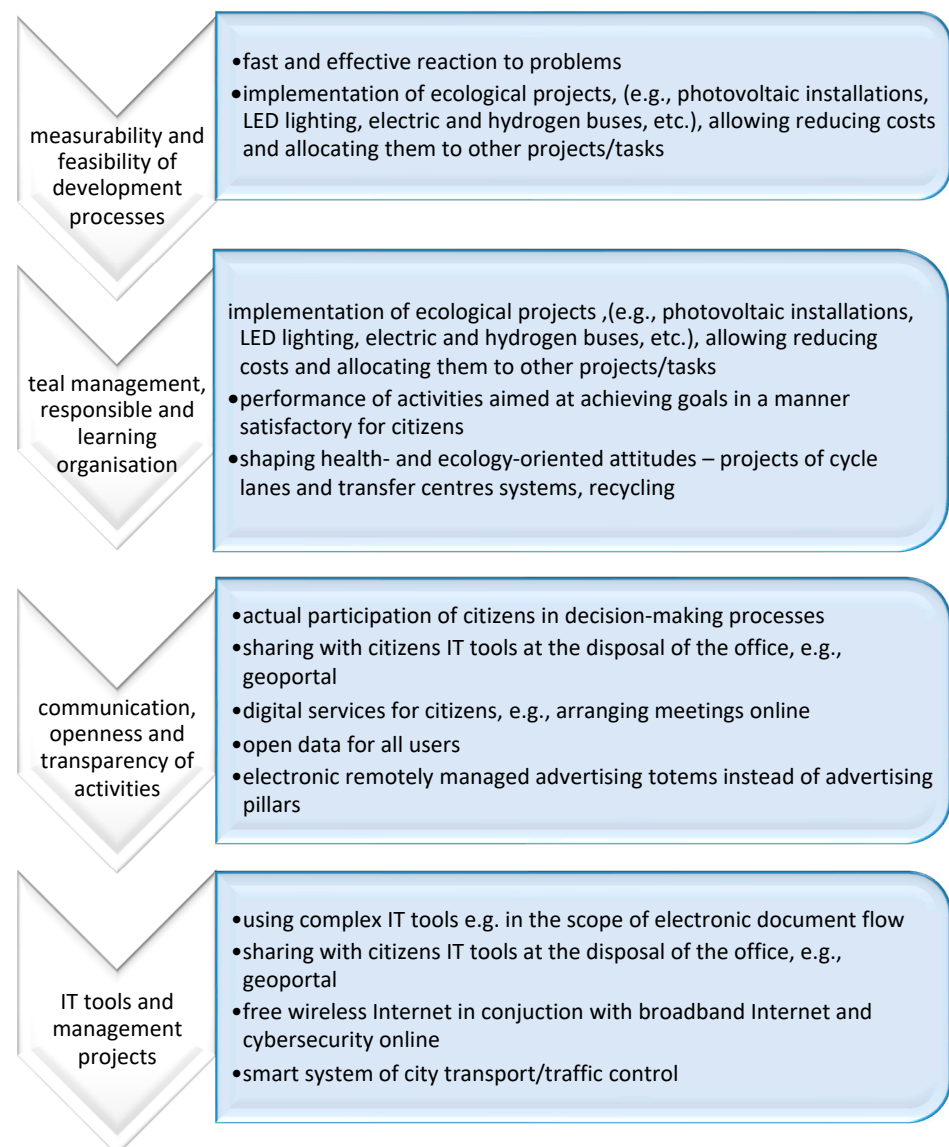 measurability and
feasibility of
development
processes
•fast and effective reaction to problems
•implementation of ecological projects, (e.g., photovoltaic installations,
LED lighting, electric and hydrogen buses, etc.), allowing reducing costs
and allocating them to other projects/tasks
teal management,
responsible and
learning
organisation
implementation of ecological projects ,(e.g., photovoltaic installations,
LED lighting, electric and hydrogen buses, etc.), allowing reducing
costs and allocating them to other projects/tasks
•performance of activities aimed at achieving goals in a manner
satisfactory for citizens
•shaping health- and ecology-oriented attitudes – projects of cycle
lanes and transfer centres systems, recycling
communication,
openness and
transparency of
activities
•actual participation of citizens in decision-making processes
•sharing with citizens IT tools at the disposal of the office, e.g.,
geoportal
•digital services for citizens, e.g., arranging meetings online
•open data for all users
•electronic remotely managed advertising totems instead of advertising
pillars
IT tools and
management
projects
•using complex IT tools e.g. in the scope of electronic document flow
•sharing with citizens IT tools at the disposal of the office, e.g.,
geoportal
•free wireless Internet in conjuction with broadband Internet and
cybersecurity online
•smart system of city transport/traffic control